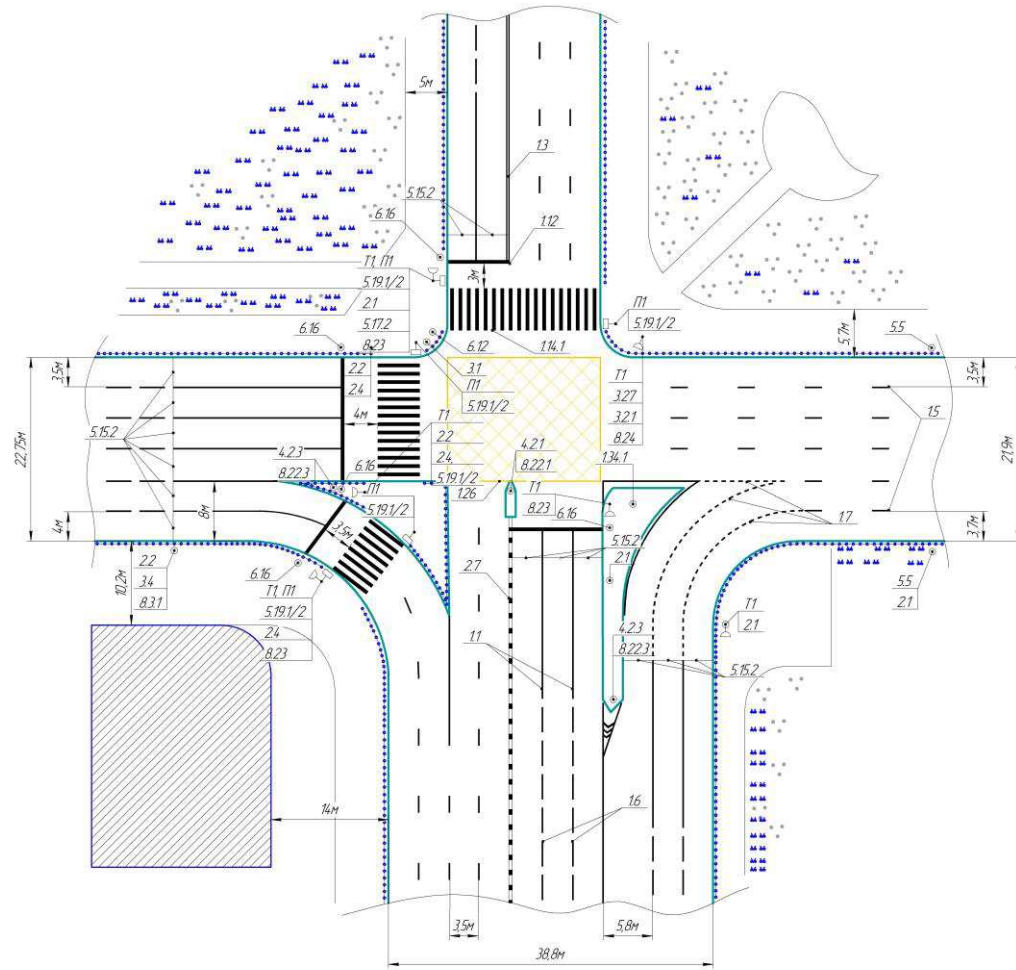 5м
1.3
5.15.2
6.16
1.12
Т1, П1
5.19.1/2
2.1
5.17.2
8.23
3м
П1
5.19.1/2
5,7м
5.5
6.16
6.12
1.14.1
3.1
3,5м
2.2
2.4
П1
5.19.1/2
Т1
3.27
3.2.1
8.24
3,5м
1.5
22,75м
5.15.2
4м
Т1
2.2
2.4
5.19.1/2
4.2.1
8.22.1
1.34.1
21,9м
4.2.3
8.22.3
6.16
П1
5.19.1/2
1.26
Т1
8.23
6.16
1.7
4м
8м
3,5м
5.15.2
2.1
3,7м
2.2
3.4
8.3.1
10,2м
6.16
Т1, П1
5.19.1/2
2.4
8.23
2.7
5.5
2.1
Т1
2.1
1.1
4.2.3
8.22.3
5.15.2
14м
1.6
3,5м
5,8м
38,8м